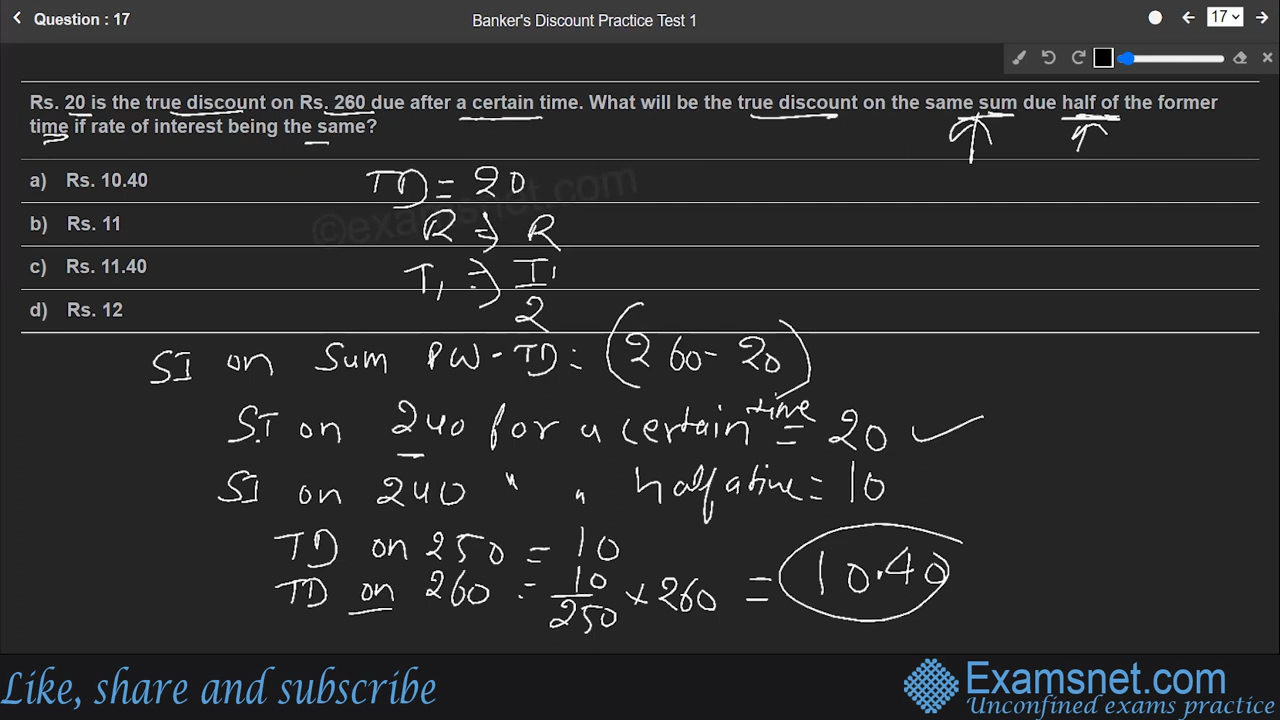 Question : 17
Banker's Discount Practice Test 1
17
Rs. 20 is the true discount on Rs. 260 due after a certain time. What will be the true discount on the same sum due half of the former
time if rate of interest being the same?
a) Rs. 10.40
b) Rs. 11
c) Rs. 11.40
d) Rs. 12
©examsnet.com
TD = 20
R => R
T1 => T1/2
SI on Sum PW - TD = (260 - 20)
SI on 240 for a certain time = 20 ✓
SI on 240 " " half a time = 10
TD on 250 = 10
TD on 260 = 10/250 × 260 = 10.40
Like, share and subscribe
Examsnet.com
Unconfined exams practice